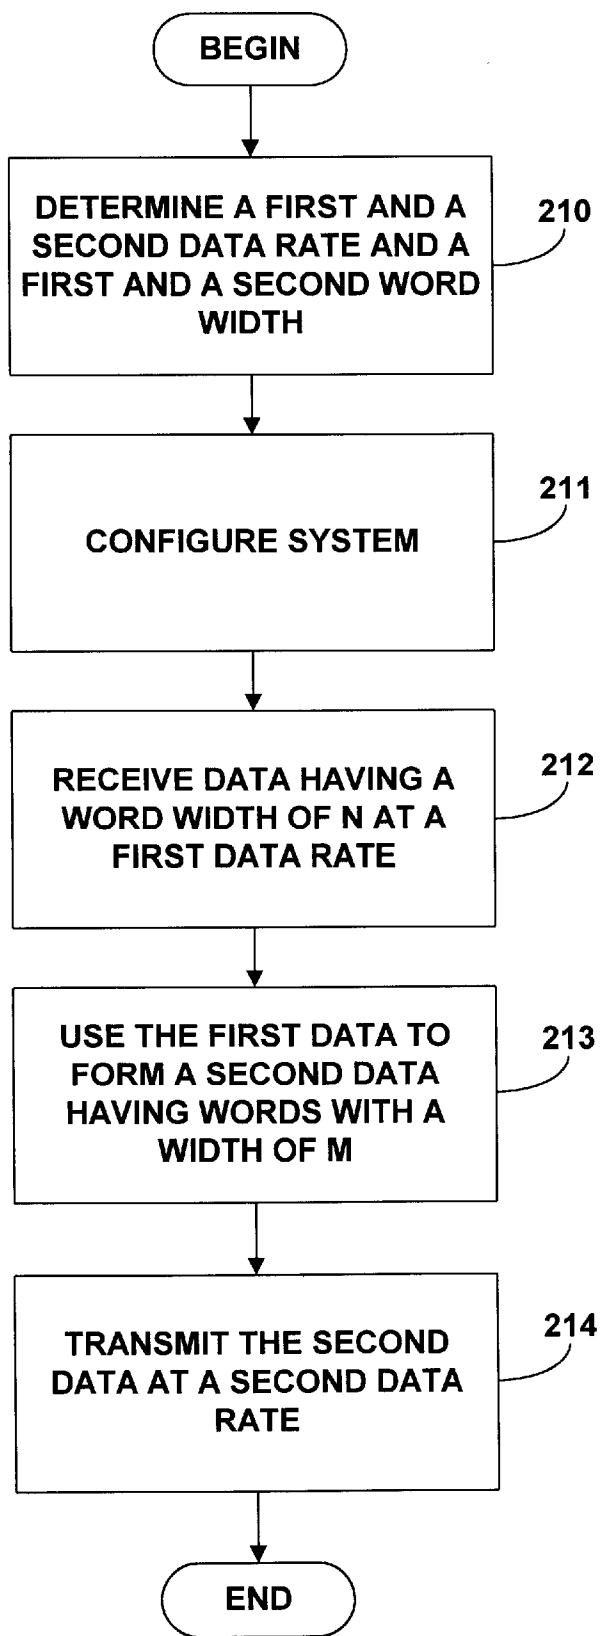 BEGIN
DETERMINE A FIRST AND A
SECOND DATA RATE AND A
FIRST AND A SECOND WORD
WIDTH
210
CONFIGURE SYSTEM
211
RECEIVE DATA HAVING A
WORD WIDTH OF N AT A
FIRST DATA RATE
212
USE THE FIRST DATA TO
FORM A SECOND DATA
HAVING WORDS WITH A
WIDTH OF M
213
TRANSMIT THE SECOND
DATA AT A SECOND DATA
RATE
214
END